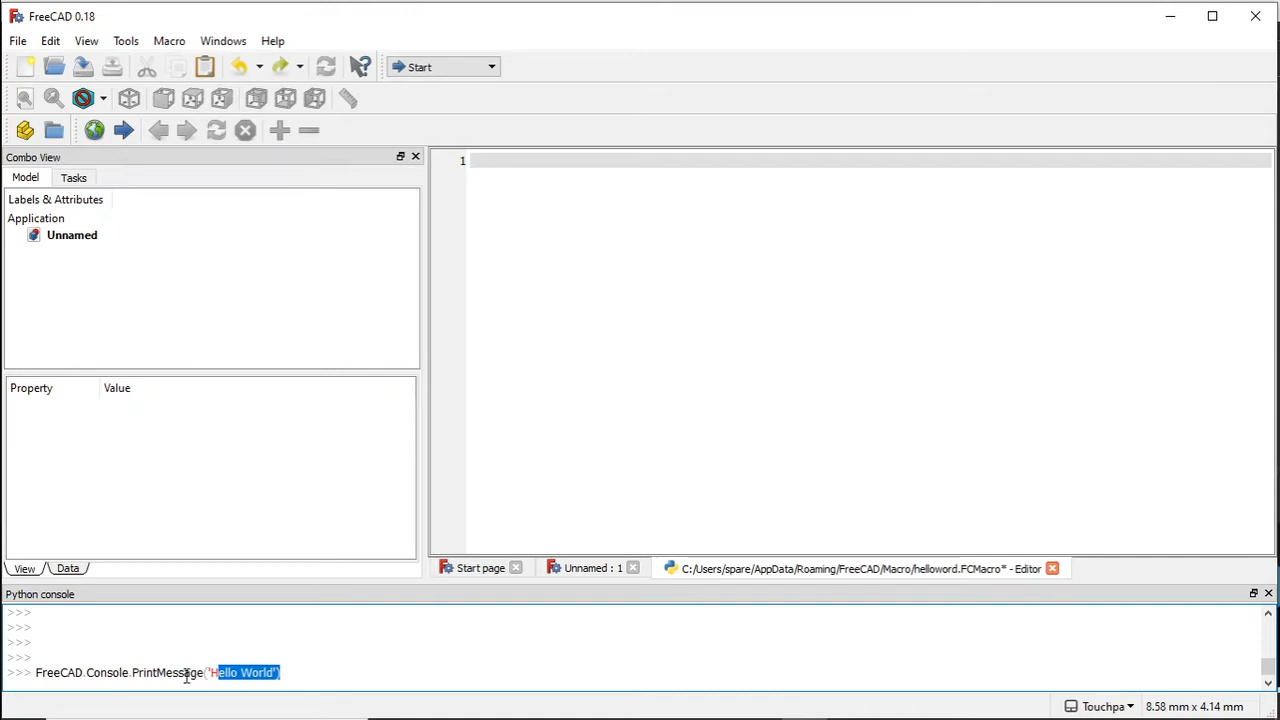 FreeCAD 0.18
File Edit View Tools Macro Windows Help
Start
Combo View
Model Tasks
Labels & Attributes
Application
Unnamed
1
Property Value
View Data
Start page Unnamed : 1 C:/Users/spare/AppData/Roaming/FreeCAD/Macro/helloword.FCMacro* - Editor
Python console
>>>
>>>
>>>
>>>
>>> FreeCAD.Console.PrintMessage('Hello World')
Touchpa 8.58 mm x 4.14 mm